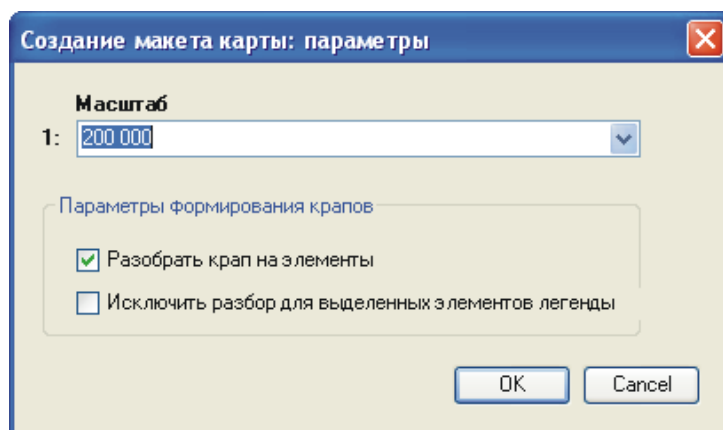 Создание макета карты: параметры
Масштаб
1: 200 000
Параметры формирования крапов
Разобрать крап на элементы
Исключить разбор для выделенных элементов легенды
OK Cancel